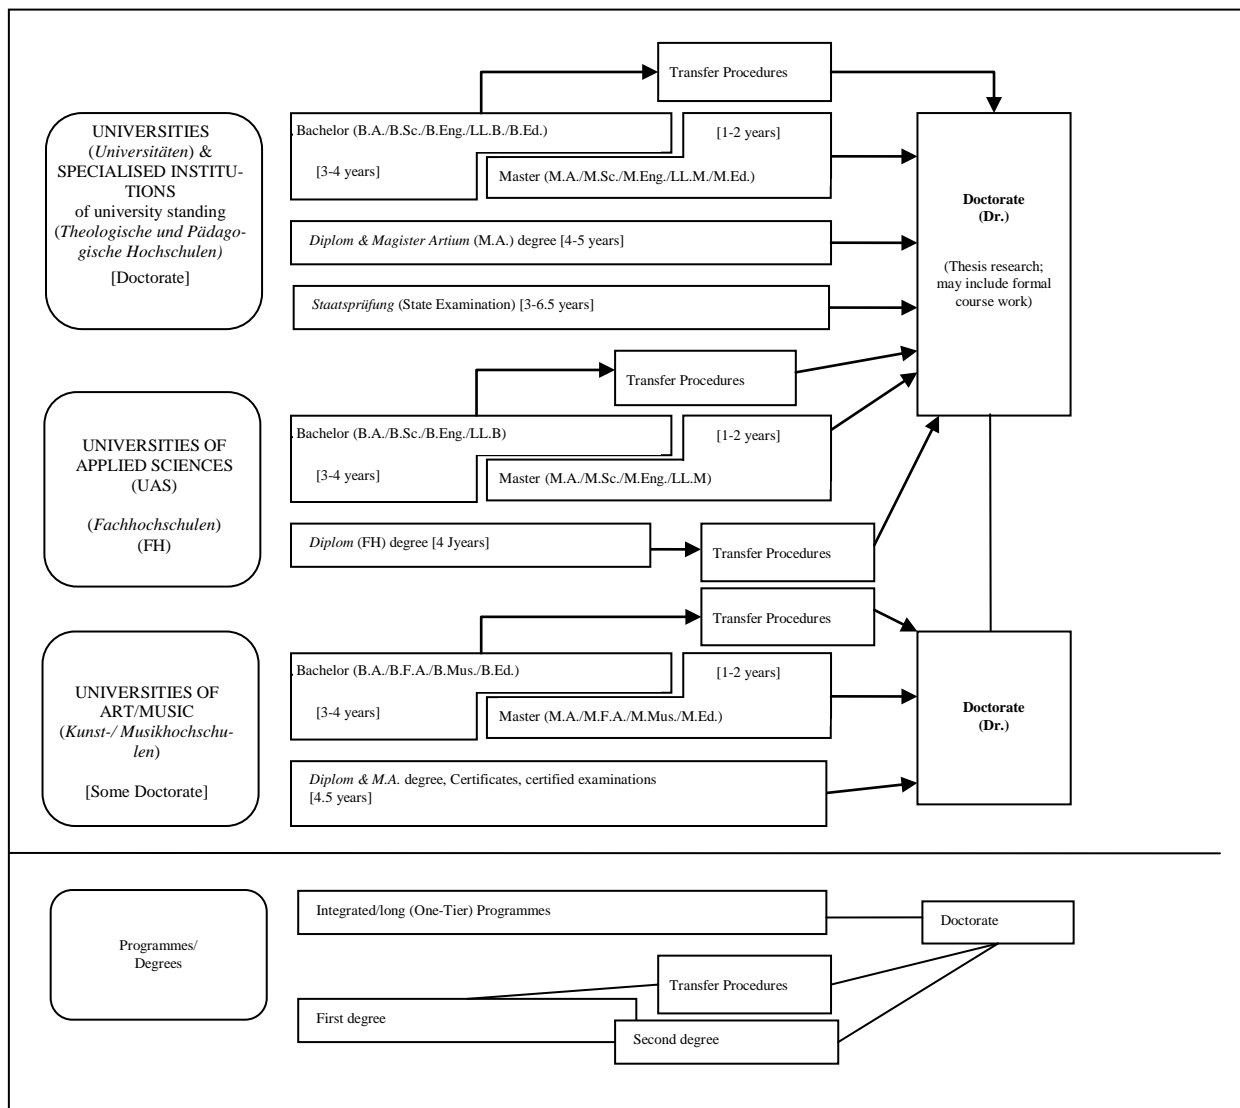 Transfer Procedures
UNIVERSITIES
(Universitäten) &
SPECIALISED INSTITU-
TIONS
of university standing
(Theologische und Pädago-
gische Hochschulen)
[Doctorate]
. Bachelor (B.A./B.Sc./B.Eng./LL.B./B.Ed.)
[3-4 years]
[1-2 years]
Master (M.A./M.Sc./M.Eng./LL.M./M.Ed.)
Diplom & Magister Artium (M.A.) degree [4-5 years]
Staatsprüfung (State Examination) [3-6.5 years]
Doctorate
(Dr.)
(Thesis research;
may include formal
course work)
Transfer Procedures
UNIVERSITIES OF
APPLIED SCIENCES
(UAS)
(Fachhochschulen)
(FH)
. Bachelor (B.A./B.Sc./B.Eng./LL.B)
[3-4 years]
[1-2 years]
Master (M.A./M.Sc./M.Eng./LL.M)
Diplom (FH) degree [4 Jyears]
Transfer Procedures
Transfer Procedures
UNIVERSITIES OF
ART/MUSIC
(Kunst-/ Musikhochschu-
len)
[Some Doctorate]
. Bachelor (B.A./B.F.A./B.Mus./B.Ed.)
[3-4 years]
[1-2 years]
Master (M.A./M.F.A./M.Mus./M.Ed.)
Diplom & M.A. degree, Certificates, certified examinations
[4.5 years]
Doctorate
(Dr.)
Programmes/
Degrees
Integrated/long (One-Tier) Programmes
Doctorate
Transfer Procedures
First degree
Second degree